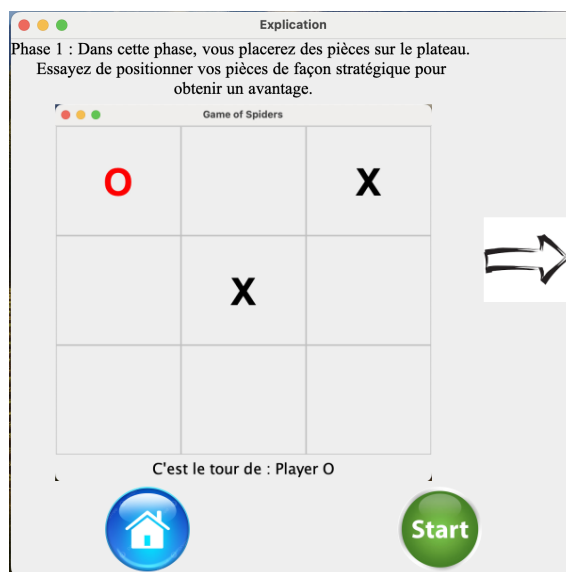 Explication
Phase 1 : Dans cette phase, vous placerez des pièces sur le plateau.
Essayez de positionner vos pièces de façon stratégique pour
obtenir un avantage.
Game of Spiders
O X
X
C'est le tour de : Player O
Start